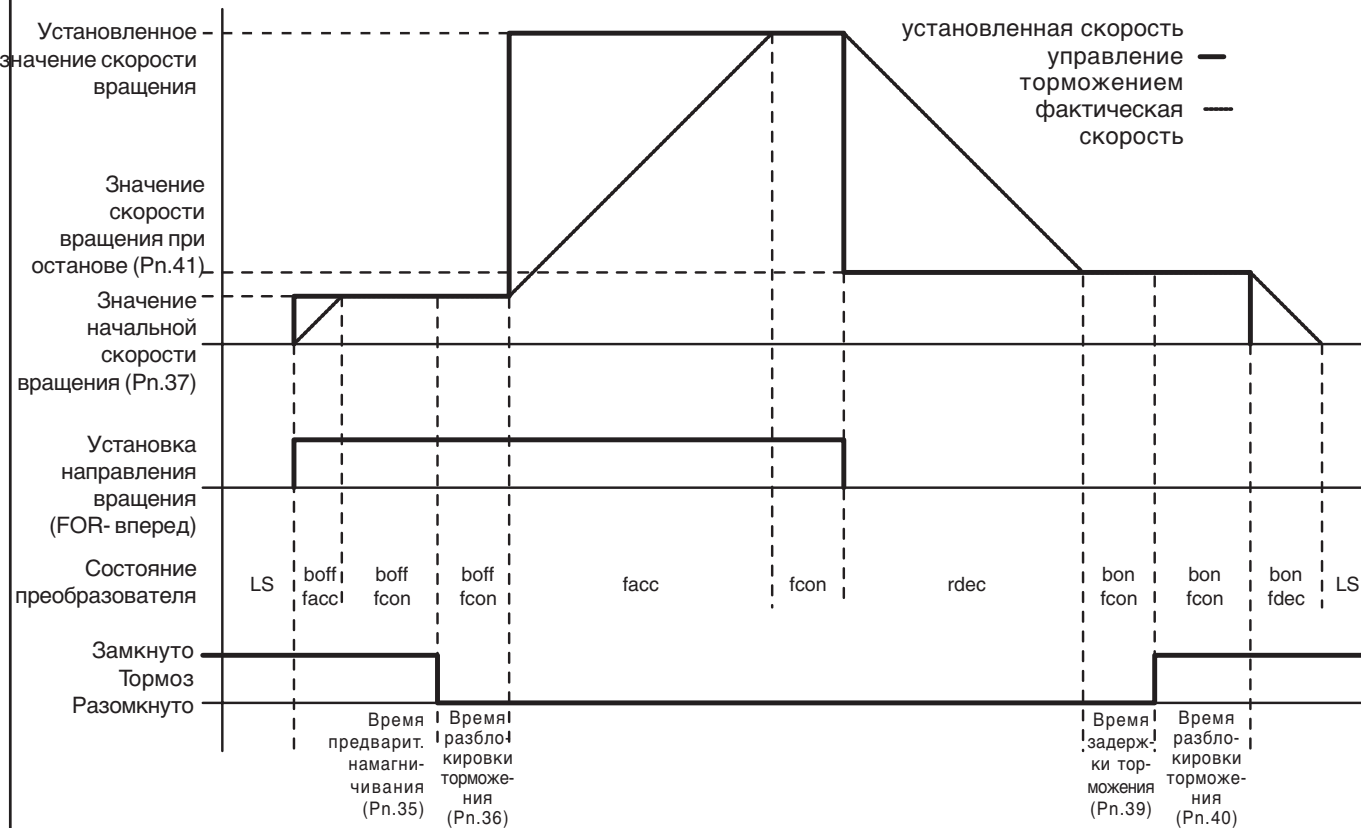 Установленное
значение скорости
вращения
установленная скорость
управление
торможением
фактическая
скорость
Значение
скорости
вращения при
останове (Pn.41)
Значение
начальной
скорости
вращения (Pn.37)
Установка
направления
вращения
(FOR- вперед)
Состояние
преобразователя
LS
boff
facc
boff
fcon
boff
fcon
facc
fcon
rdec
bon
fcon
bon
fcon
bon
fdec
LS
Замкнуто
Тормоз
Разомкнуто
Время
предварит.
намагни-
чивания
(Pn.35)
Время
разбло-
кировки
торможе-
ния
(Pn.36)
Время
задерж-
ки тор-
можения
(Pn.39)
Время
разбло-
кировки
торможе-
ния
(Pn.40)